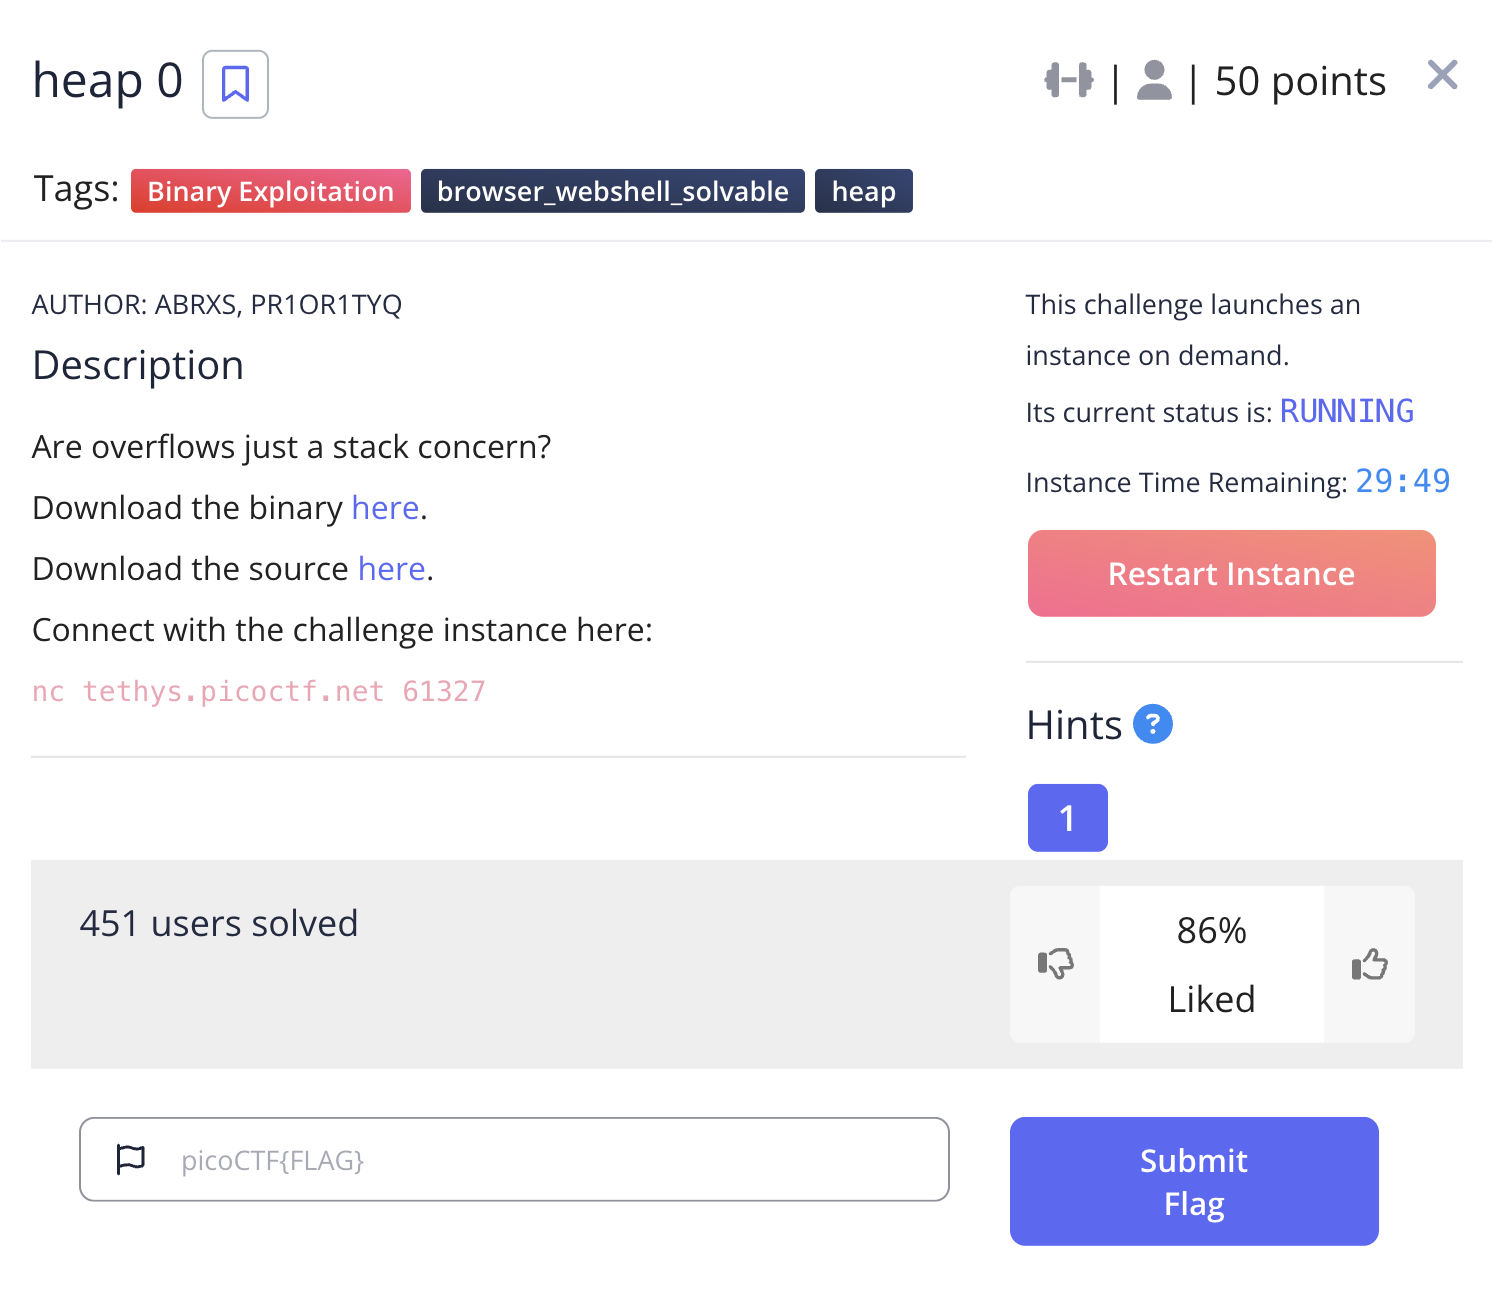 heap 0
| | 50 points
Tags: Binary Exploitation browser_webshell_solvable heap
AUTHOR: ABRXS, PR1OR1TYQ
Description
Are overflows just a stack concern?
Download the binary here.
Download the source here.
Connect with the challenge instance here:
nc tethys.picoctf.net 61327
This challenge launches an
instance on demand.
Its current status is: RUNNING
Instance Time Remaining: 29:49
Restart Instance
Hints ?
1
451 users solved
86%
Liked
picoCTF{FLAG}
Submit
Flag